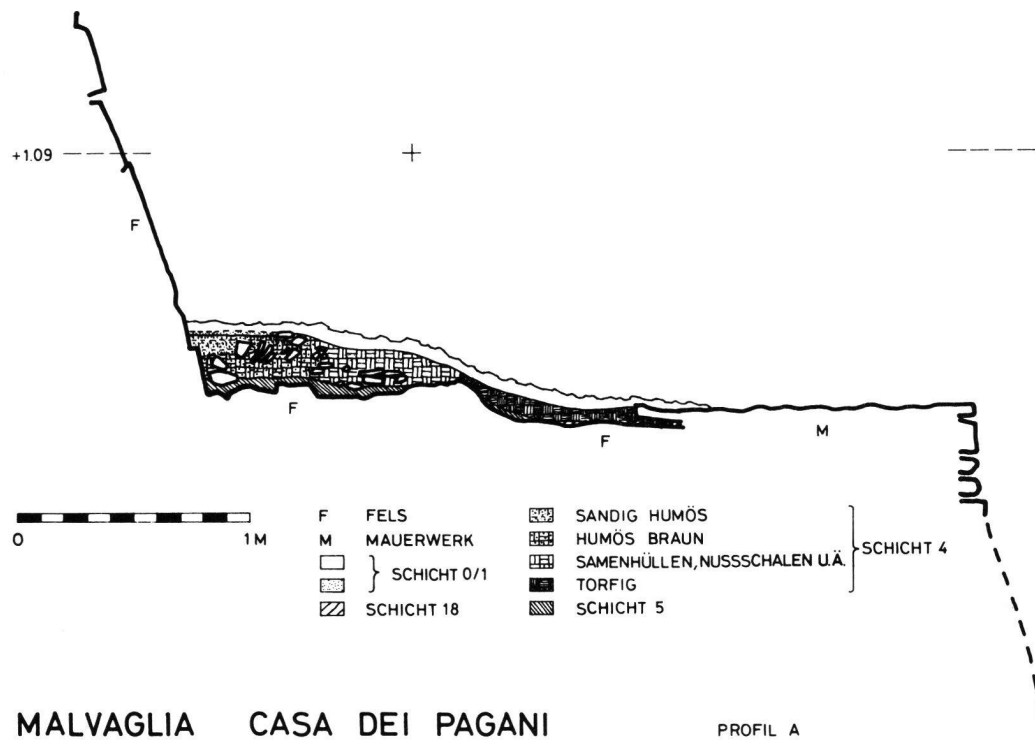 +1.09
F
F
F
M
0 1M
F FELS
M MAUERWERK
SCHICHT 0/1
SCHICHT 18
SANDIG HUMÖS
HUMÖS BRAUN
SAMENHÜLLEN, NUSSSCHALEN U.Ä.
TORFIG
SCHICHT 5
SCHICHT 4
MALVAGLIA CASA DEI PAGANI PROFIL A